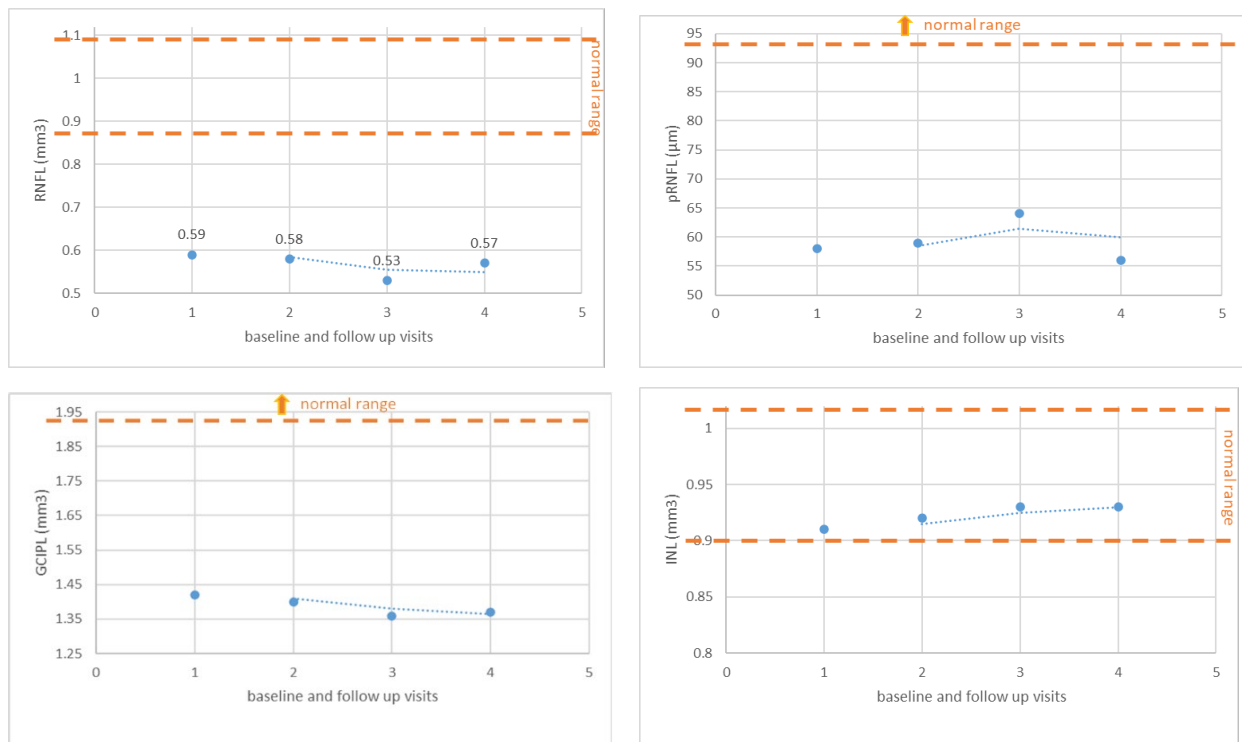 1.1
1
0.9
0.8
0.7
0.6
0.5
RNFL (mm3)
normal range
0.59
0.58
0.53
0.57
0 1 2 3 4 5
baseline and follow up visits
normal range
95
90
85
80
75
70
65
60
55
50
pRNFL (μm)
0 1 2 3 4 5
baseline and follow up visits
normal range
1.95
1.85
1.75
1.65
1.55
1.45
1.35
1.25
GCIPL (mm3)
0 1 2 3 4 5
baseline and follow up visits
1
0.95
0.9
0.85
0.8
INL (mm3)
normal range
0 1 2 3 4 5
baseline and follow up visits